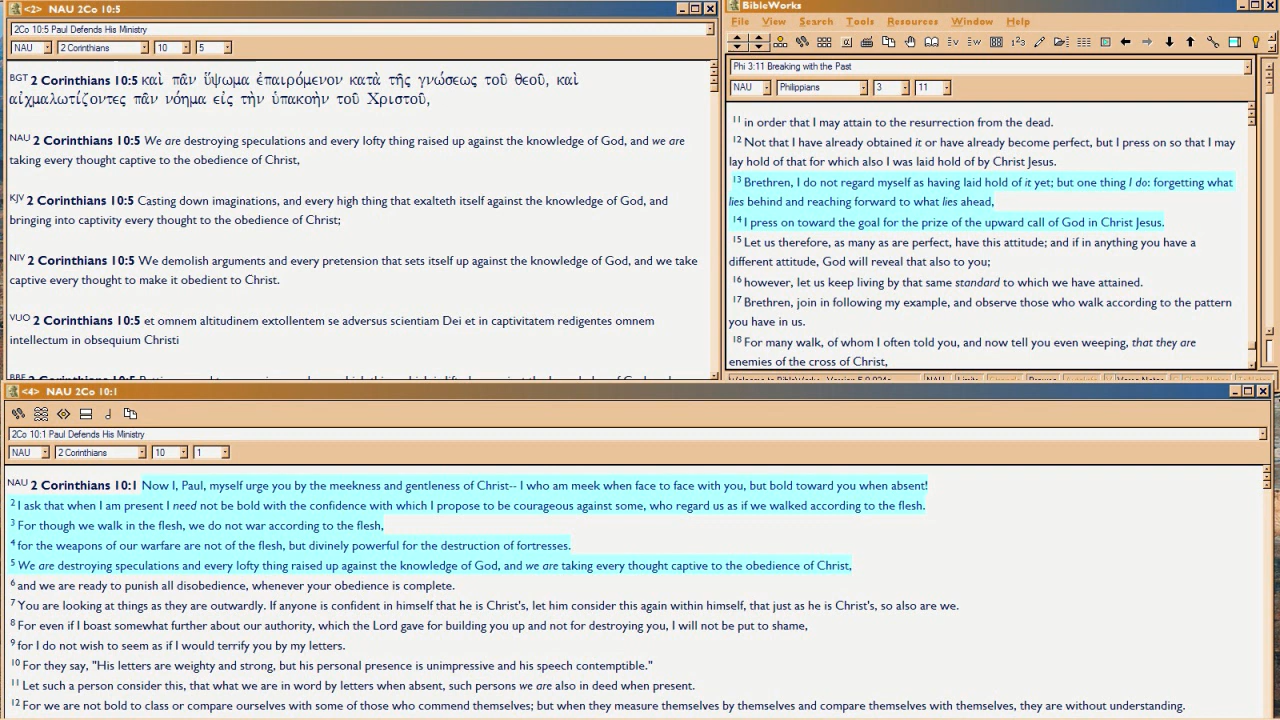 <2> NAU 2Co 10:5
2Co 10:5 Paul Defends His Ministry
NAU 2 Corinthians 10 5
BGT 2 Corinthians 10:5 καὶ πᾶν ὕψωμα ἐπαιρόμενον κατὰ τῆς γνώσεως τοῦ θεοῦ, καὶ
αἰχμαλωτίζοντες πᾶν νόημα εἰς τὴν ὑπακοὴν τοῦ Χριστοῦ,
NAU 2 Corinthians 10:5 We are destroying speculations and every lofty thing raised up against the knowledge of God, and we are
taking every thought captive to the obedience of Christ,
KJV 2 Corinthians 10:5 Casting down imaginations, and every high thing that exalteth itself against the knowledge of God, and
bringing into captivity every thought to the obedience of Christ;
NIV 2 Corinthians 10:5 We demolish arguments and every pretension that sets itself up against the knowledge of God, and we take
captive every thought to make it obedient to Christ.
VUO 2 Corinthians 10:5 et omnem altitudinem extollentem se adversus scientiam Dei et in captivitatem redigentes omnem
intellectum in obsequium Christi
BBE 2 Corinthians 10:5
BibleWorks
File View Search Tools Resources Window Help
Phi 3:11 Breaking with the Past
NAU Philippians 3 11
11 in order that I may attain to the resurrection from the dead.
12 Not that I have already obtained it or have already become perfect, but I press on so that I may
lay hold of that for which also I was laid hold of by Christ Jesus.
13 Brethren, I do not regard myself as having laid hold of it yet; but one thing I do: forgetting what
lies behind and reaching forward to what lies ahead,
14 I press on toward the goal for the prize of the upward call of God in Christ Jesus.
15 Let us therefore, as many as are perfect, have this attitude; and if in anything you have a
different attitude, God will reveal that also to you;
16 however, let us keep living by that same standard to which we have attained.
17 Brethren, join in following my example, and observe those who walk according to the pattern
you have in us.
18 For many walk, of whom I often told you, and now tell you even weeping, that they are
enemies of the cross of Christ,
<4> NAU 2Co 10:1
2Co 10:1 Paul Defends His Ministry
NAU 2 Corinthians 10 1
NAU 2 Corinthians 10:1 Now I, Paul, myself urge you by the meekness and gentleness of Christ-- I who am meek when face to face with you, but bold toward you when absent!
2 I ask that when I am present I need not be bold with the confidence with which I propose to be courageous against some, who regard us as if we walked according to the flesh.
3 For though we walk in the flesh, we do not war according to the flesh,
4 for the weapons of our warfare are not of the flesh, but divinely powerful for the destruction of fortresses.
5 We are destroying speculations and every lofty thing raised up against the knowledge of God, and we are taking every thought captive to the obedience of Christ,
6 and we are ready to punish all disobedience, whenever your obedience is complete.
7 You are looking at things as they are outwardly. If anyone is confident in himself that he is Christ's, let him consider this again within himself, that just as he is Christ's, so also are we.
8 For even if I boast somewhat further about our authority, which the Lord gave for building you up and not for destroying you, I will not be put to shame,
9 for I do not wish to seem as if I would terrify you by my letters.
10 For they say, "His letters are weighty and strong, but his personal presence is unimpressive and his speech contemptible."
11 Let such a person consider this, that what we are in word by letters when absent, such persons we are also in deed when present.
12 For we are not bold to class or compare ourselves with some of those who commend themselves; but when they measure themselves by themselves and compare themselves with themselves, they are without understanding.